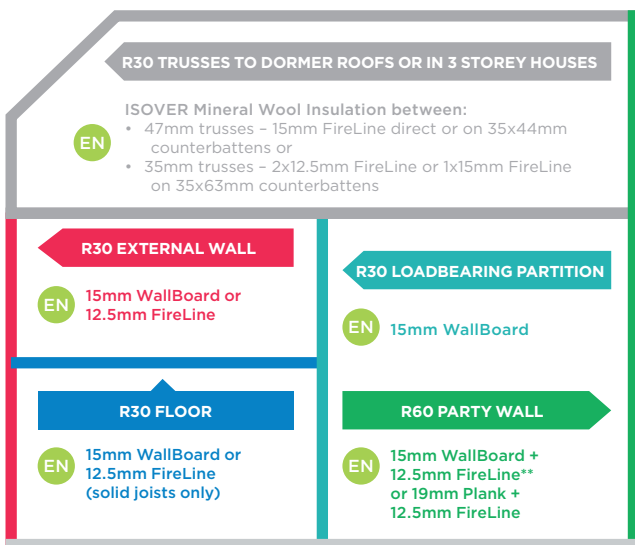 R30 TRUSSES TO DORMER ROOFS OR IN 3 STOREY HOUSES
EN
ISOVER Mineral Wool Insulation between:
• 47mm trusses – 15mm FireLine direct or on 35x44mm
counterbattens or
• 35mm trusses – 2x12.5mm FireLine or 1x15mm FireLine
on 35x63mm counterbattens
R30 EXTERNAL WALL
EN
15mm WallBoard or
12.5mm FireLine
R30 LOADBEARING PARTITION
EN
15mm WallBoard
R30 FLOOR
EN
15mm WallBoard or
12.5mm FireLine
(solid joists only)
R60 PARTY WALL
EN
15mm WallBoard +
12.5mm FireLine**
or 19mm Plank +
12.5mm FireLine